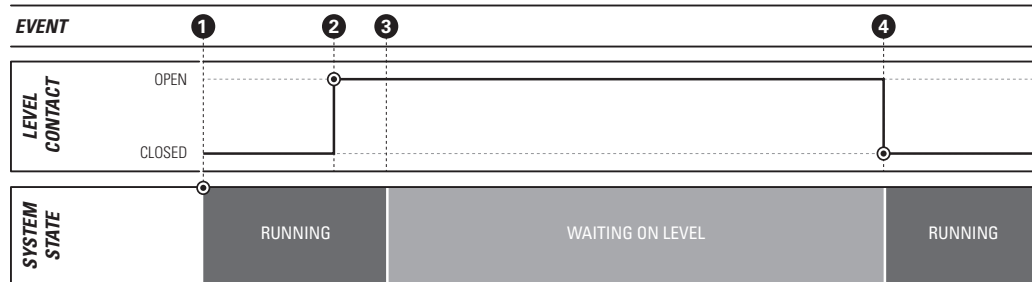 EVENT 1 2 3 4
LEVEL
CONTACT
OPEN
CLOSED
SYSTEM
STATE
RUNNING WAITING ON LEVEL RUNNING